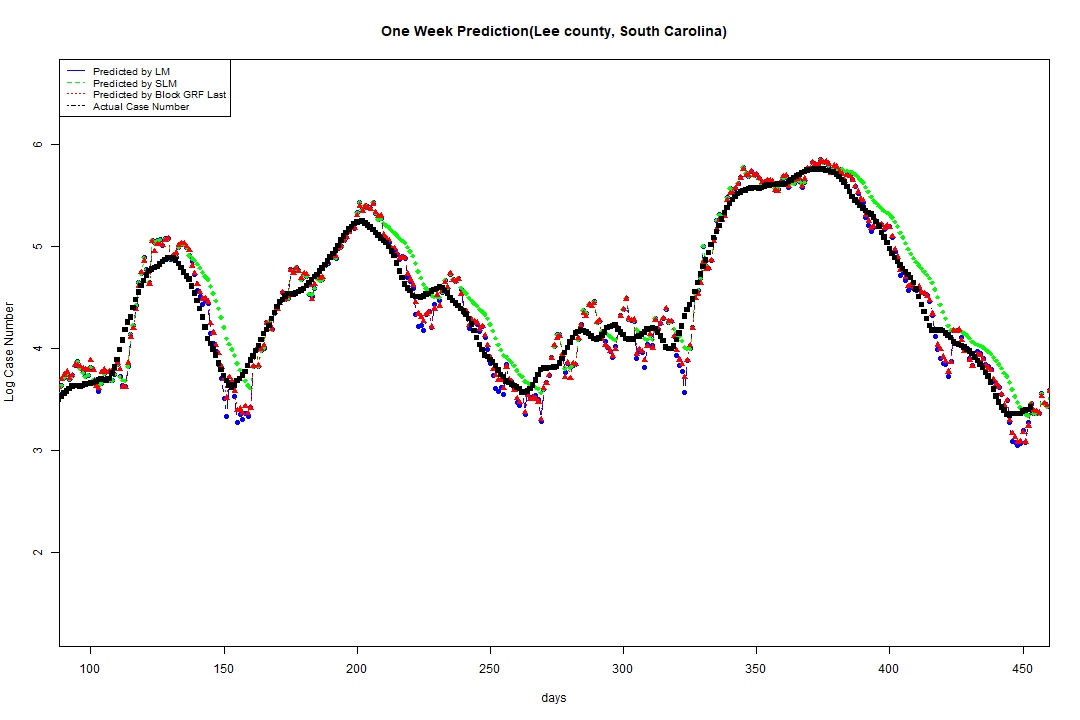 One Week Prediction(Lee county, South Carolina)
Predicted by LM
Predicted by SLM
Predicted by Block GRF Last
Actual Case Number
6
5
4
3
2
Log Case Number
100 150 200 250 300 350 400 450
days